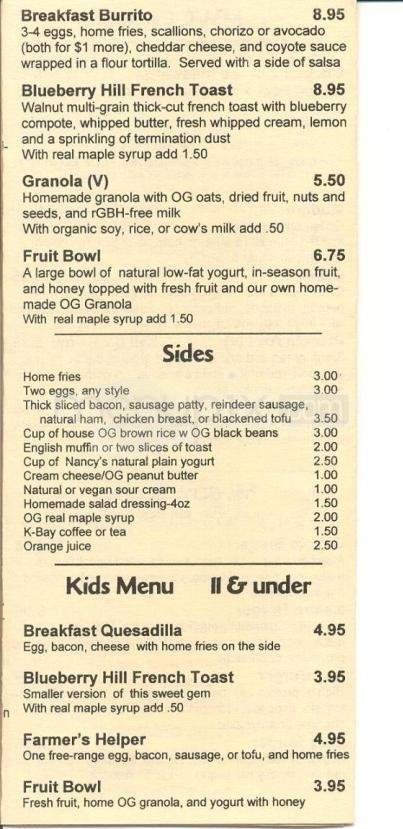 Breakfast Burrito 8.95
3-4 eggs, home fries, scallions, chorizo or avocado
(both for $1 more), cheddar cheese, and coyote sauce
wrapped in a flour tortilla. Served with a side of salsa
Blueberry Hill French Toast 8.95
Walnut multi-grain thick-cut french toast with blueberry
compote, whipped butter, fresh whipped cream, lemon
and a sprinkling of termination dust
With real maple syrup add 1.50
Granola (V) 5.50
Homemade granola with OG oats, dried fruit, nuts and
seeds, and rGBH-free milk
With organic soy, rice, or cow's milk add .50
Fruit Bowl 6.75
A large bowl of natural low-fat yogurt, in-season fruit,
and honey topped with fresh fruit and our own home-
made OG Granola
With real maple syrup add 1.50
Sides
Home fries 3.00
Two eggs, any style 3.00
Thick sliced bacon, sausage patty, reindeer sausage,
natural ham, chicken breast, or blackened tofu 3.50
Cup of house OG brown rice w OG black beans 3.00
English muffin or two slices of toast 2.00
Cup of Nancy's natural plain yogurt 2.50
Cream cheese/OG peanut butter 1.00
Natural or vegan sour cream 1.00
Homemade salad dressing-4oz 1.50
OG real maple syrup 2.00
K-Bay coffee or tea 1.50
Orange juice 2.50
Kids Menu 11 & under
Breakfast Quesadilla 4.95
Egg, bacon, cheese with home fries on the side
Blueberry Hill French Toast 3.95
Smaller version of this sweet gem
With real maple syrup add .50
Farmer's Helper 4.95
One free-range egg, bacon, sausage, or tofu, and home fries
Fruit Bowl 3.95
Fresh fruit, home OG granola, and yogurt with honey